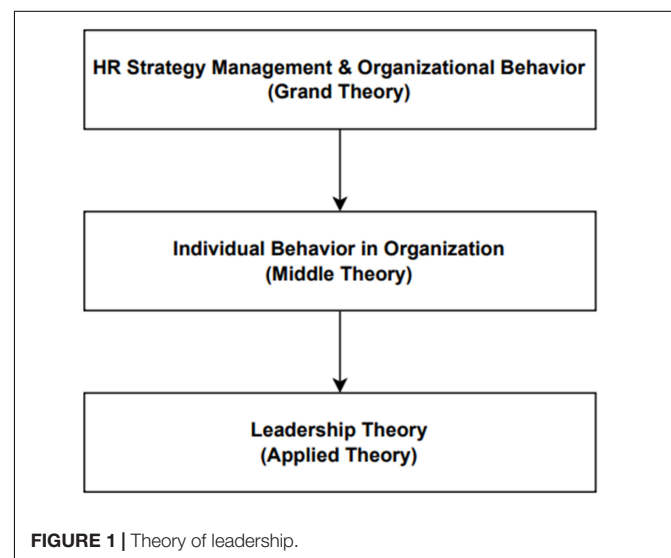 HR Strategy Management & Organizational Behavior
(Grand Theory)
Individual Behavior in Organization
(Middle Theory)
Leadership Theory
(Applied Theory)
FIGURE 1 | Theory of leadership.